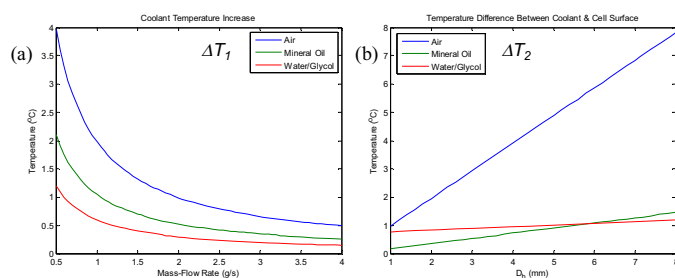 Coolant Temperature Increase
(a)
ΔT1
Air
Mineral Oil
Water/Glycol
Temperature (°C)
4
3.5
3
2.5
2
1.5
1
0.5
0
0.5
1
1.5
2
2.5
3
3.5
4
Mass-Flow Rate (g/s)
Temperature Difference Between Coolant & Cell Surface
(b)
Air
Mineral Oil
Water/Glycol
ΔT2
Temperature (°C)
8
7
6
5
4
3
2
1
0
1
2
3
4
5
6
7
8
Dh (mm)